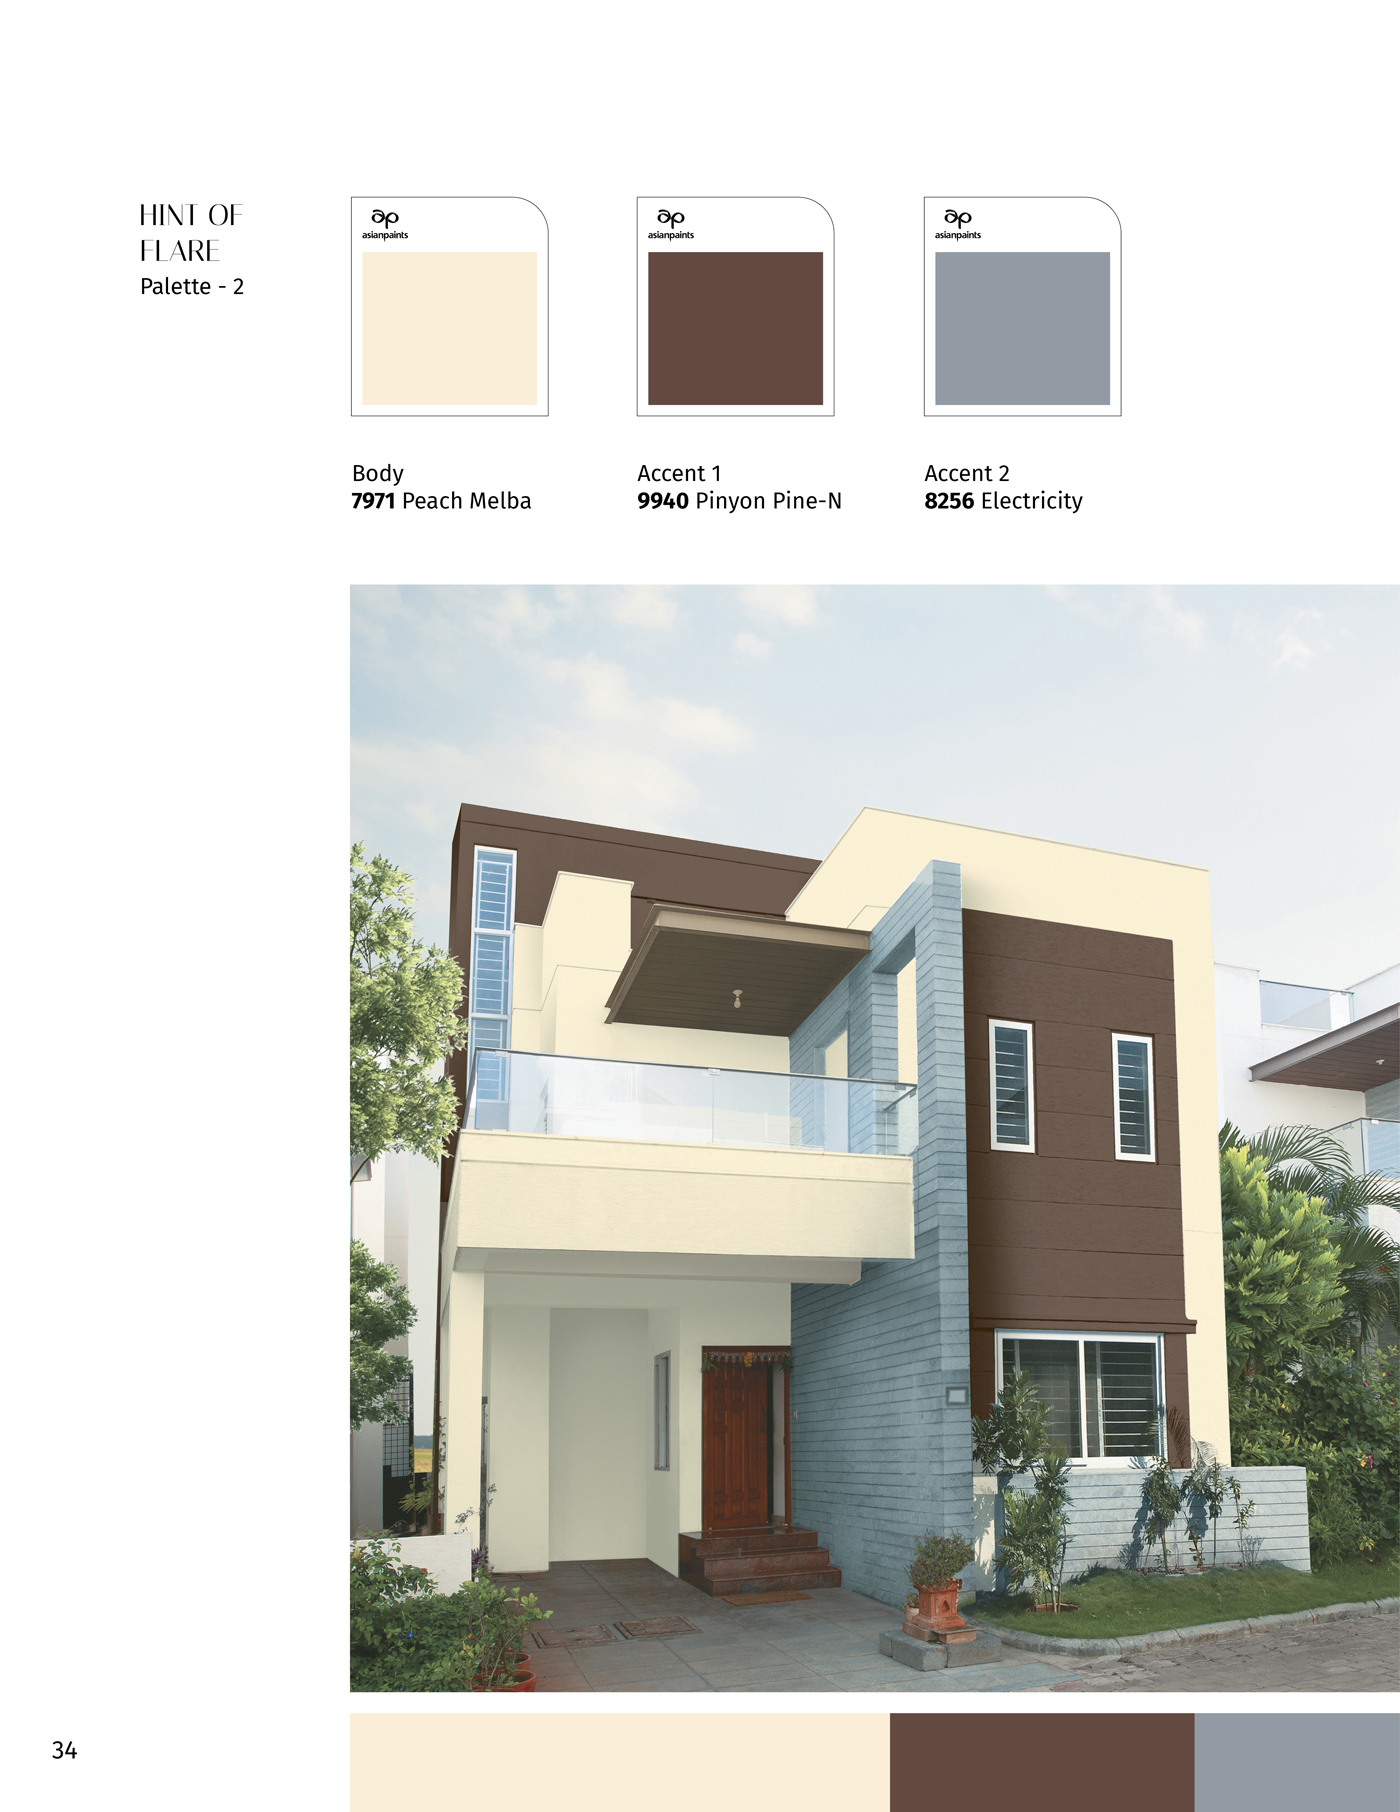 HINT OF
FLARE
Palette - 2
asianpaints
asianpaints
asianpaints
Body
7971 Peach Melba
Accent 1
9940 Pinyon Pine-N
Accent 2
8256 Electricity
34